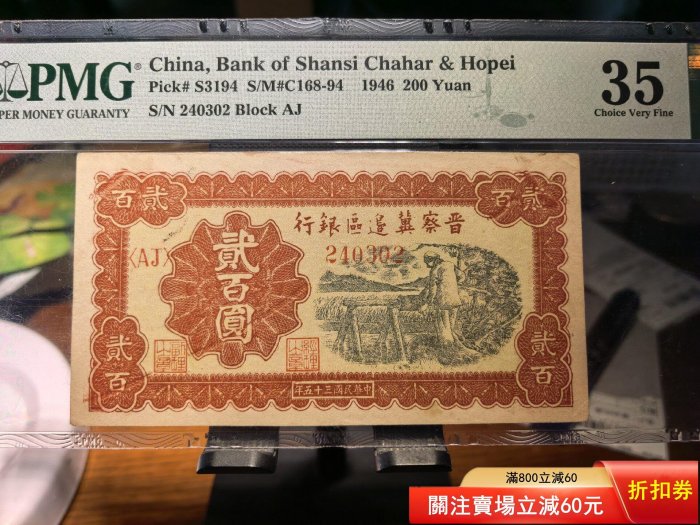 PMG
PER MONEY GUARANTY
China, Bank of Shansi Chahar & Hopei
Pick# S3194 S/M#C168-94 1946 200 Yuan
S/N 240302 Block AJ
35
Choice Very Fine
百貳
貳百
行銀區邉冀察晋
〈AJ〉
240302
貳百圓
貳百
貳百
年五十三國民華中
滿800立減60
關注賣場立減60元
折扣券